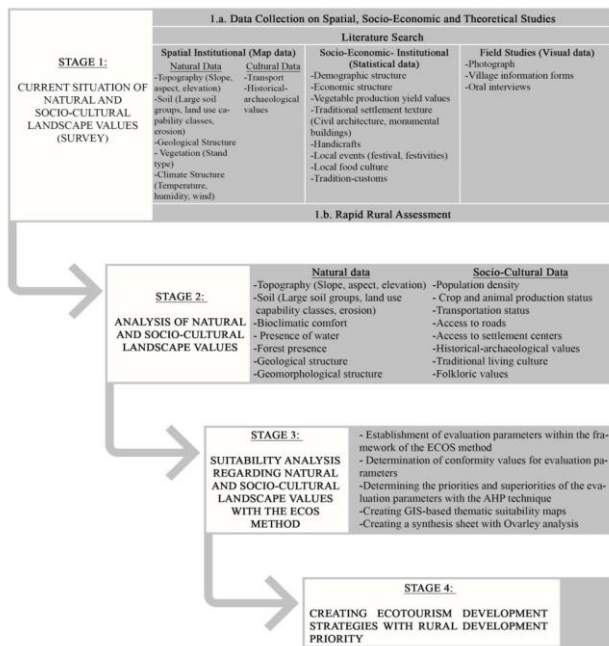 1.a. Data Collection on Spatial, Socio-Economic and Theoretical Studies
Literature Search
STAGE 1:
CURRENT SITUATION OF
NATURAL AND
SOCIO-CULTURAL
LANDSCAPE VALUES
(SURVEY)
Spatial Institutional (Map data)
Natural Data
-Topography (Slope,
aspect, elevation)
-Soil (Large soil
groups, land use ca-
pability classes,
erosion)
-Geological Structure
- Vegetation (Stand
type)
-Climate Structure
(Temperature,
humidity, wind)
Cultural Data
-Transport
-Historical-
archaeological
values
Socio-Economic- Institutional
(Statistical data)
-Demographic structure
-Economic structure
-Vegetable production yield values
-Traditional settlement texture
(Civil architecture, monumental
buildings)
-Handicrafts
-Local events (festival, festivities)
-Local food culture
-Tradition-customs
Field Studies (Visual data)
-Photograph
-Village information forms
-Oral interviews
1.b. Rapid Rural Assessment
STAGE 2:
ANALYSIS OF NATURAL
AND SOCIO-CULTURAL
LANDSCAPE VALUES
Natural data
-Topography (Slope, aspect, elevation)
-Soil (Large soil groups, land use
capability classes, erosion)
-Bioclimatic comfort
- Presence of water
-Forest presence
-Geological structure
-Geomorphological structure
Socio-Cultural Data
-Population density
- Crop and animal production status
-Transportation status
-Access to roads
-Access to settlement centers
-Historical-archaeological values
-Traditional living culture
-Folkloric values
STAGE 3:
SUITABILITY ANALYSIS
REGARDING NATURAL
AND SOCIO-CULTURAL
LANDSCAPE VALUES
WITH THE ECOS
METHOD
- Establishment of evaluation parameters within the fra-
mework of the ECOS method
- Determination of conformity values for evaluation pa-
rameters
-Determining the priorities and superiorities of the eva-
luation parameters with the AHP technique
-Creating GIS-based thematic suitability maps
-Creating a synthesis sheet with Ovarley analysis
STAGE 4:
CREATING ECOTOURISM DEVELOPMENT
STRATEGIES WITH RURAL DEVELOPMENT
PRIORITY